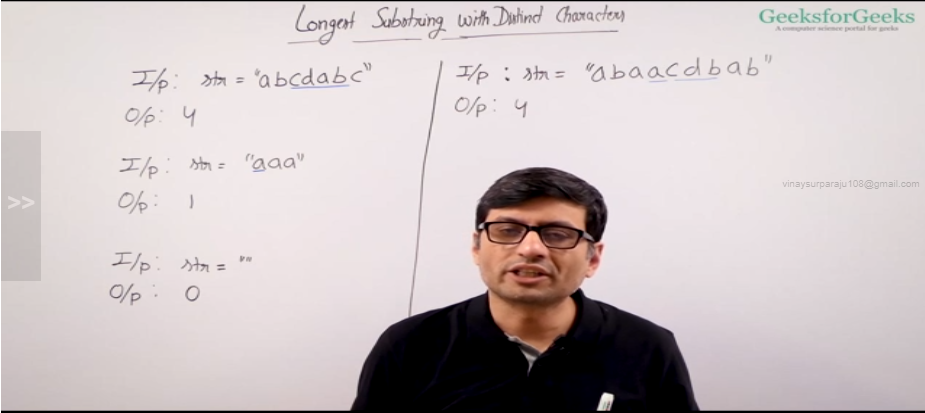 Longest Substring with Distinct Characters
GeeksforGeeks
A computer science portal for geeks
I/p : str = "abcdabc"
O/p : 4
I/p : str = "aaa"
O/p : 1
I/p : str = ""
O/p : 0
I/p : str = "abaacdbab"
O/p : 4
vinaysurparaju108@gmail.com
>>